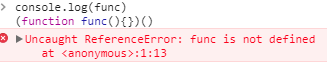 > console.log(func)
(function func(){})()
▶Uncaught ReferenceError: func is not defined
at <anonymous>:1:13